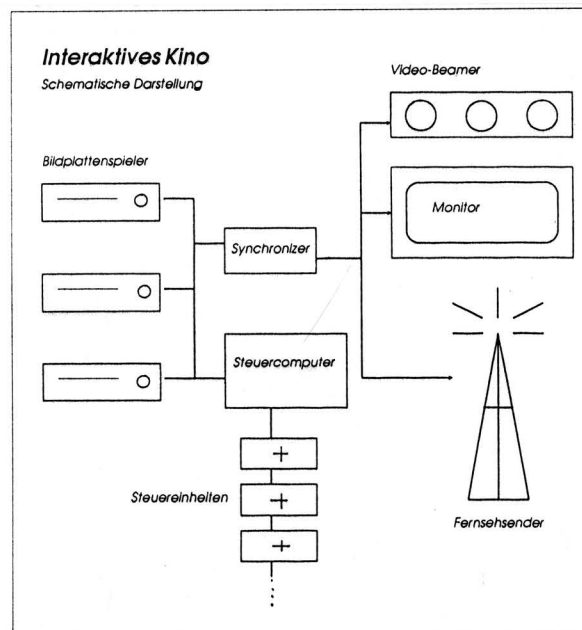 Interaktives Kino
Schematische Darstellung
Video-Beamer
Bildplattenspieler
Monitor
Synchronizer
Steuercomputer
Steuereinheiten
Fernsehsender